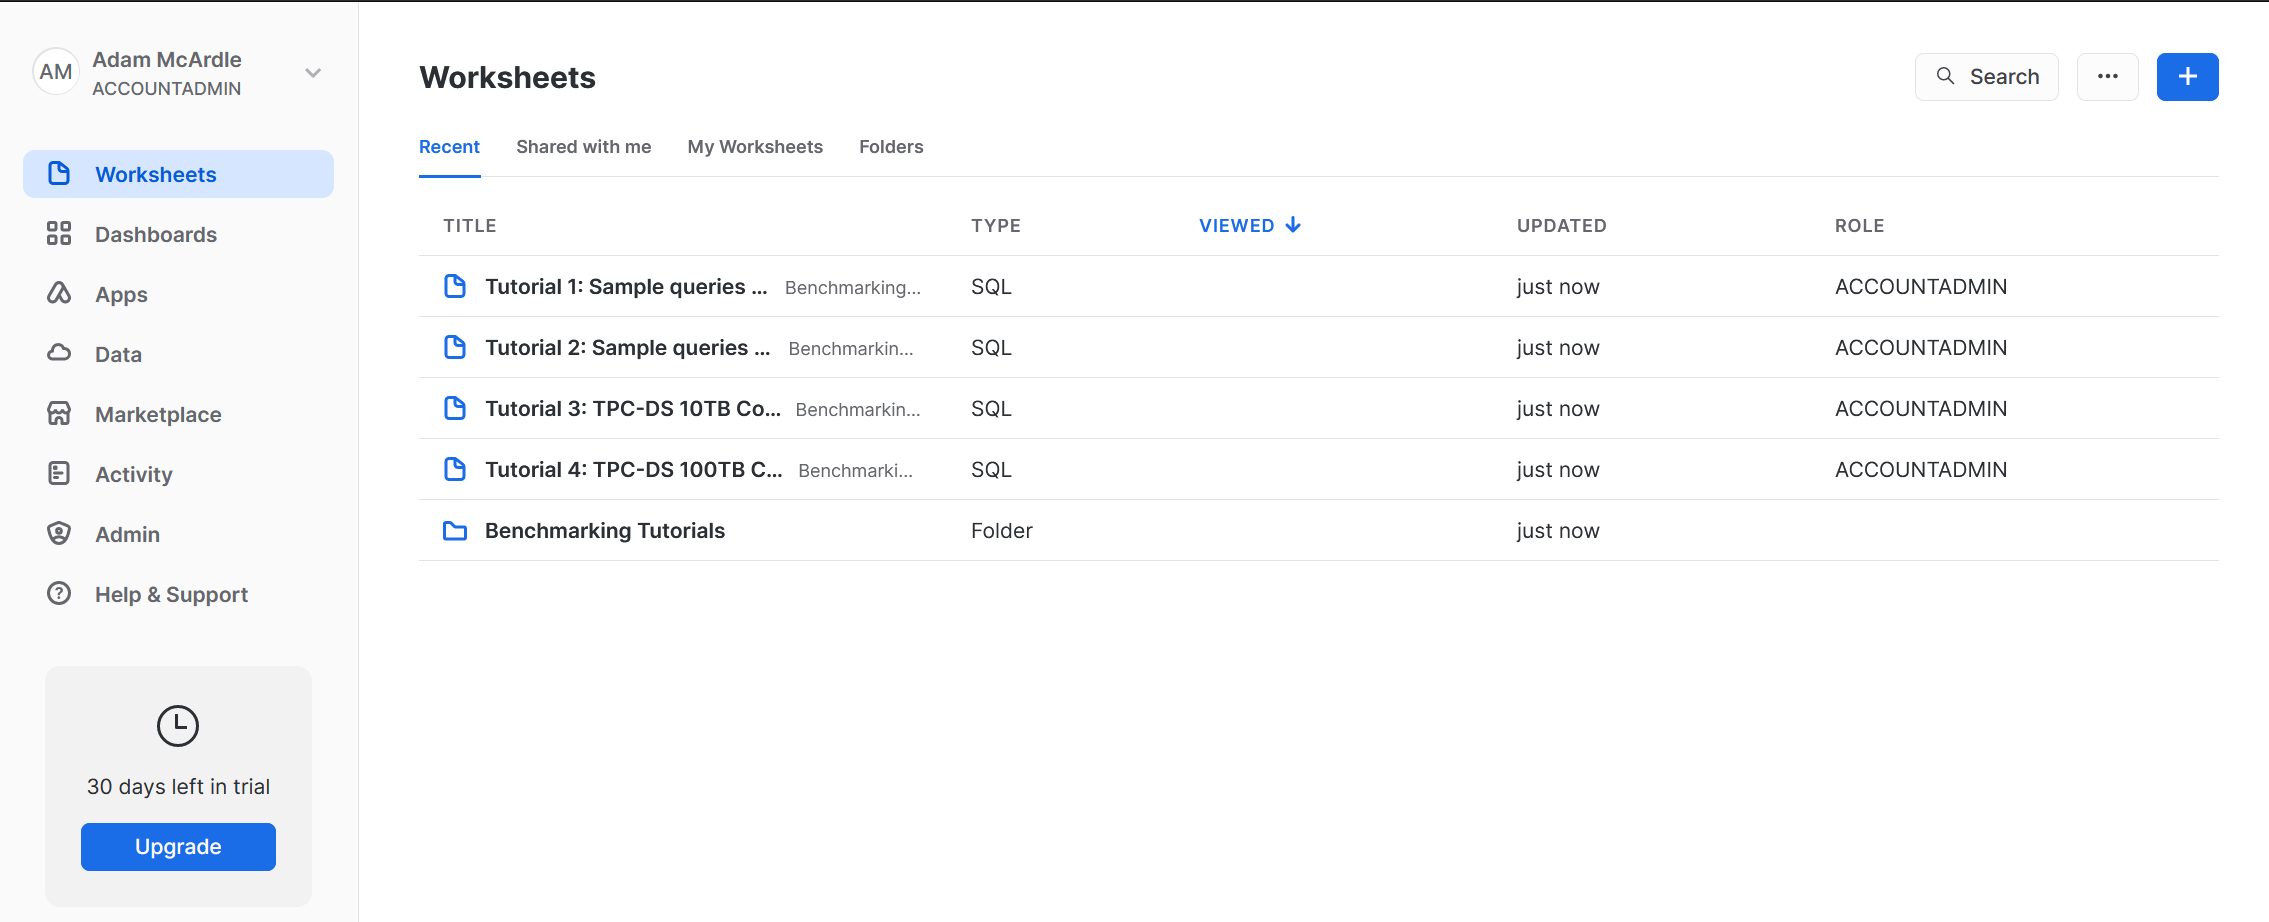 AM
Adam McArdle
ACCOUNTADMIN
Worksheets
Dashboards
Apps
Data
Marketplace
Activity
Admin
Help & Support
30 days left in trial
Upgrade
Worksheets
Search
Recent Shared with me My Worksheets Folders
TITLE TYPE VIEWED UPDATED ROLE
Tutorial 1: Sample queries ... Benchmarking... SQL just now ACCOUNTADMIN
Tutorial 2: Sample queries ... Benchmarkin... SQL just now ACCOUNTADMIN
Tutorial 3: TPC-DS 10TB Co... Benchmarkin... SQL just now ACCOUNTADMIN
Tutorial 4: TPC-DS 100TB C... Benchmarki... SQL just now ACCOUNTADMIN
Benchmarking Tutorials Folder just now